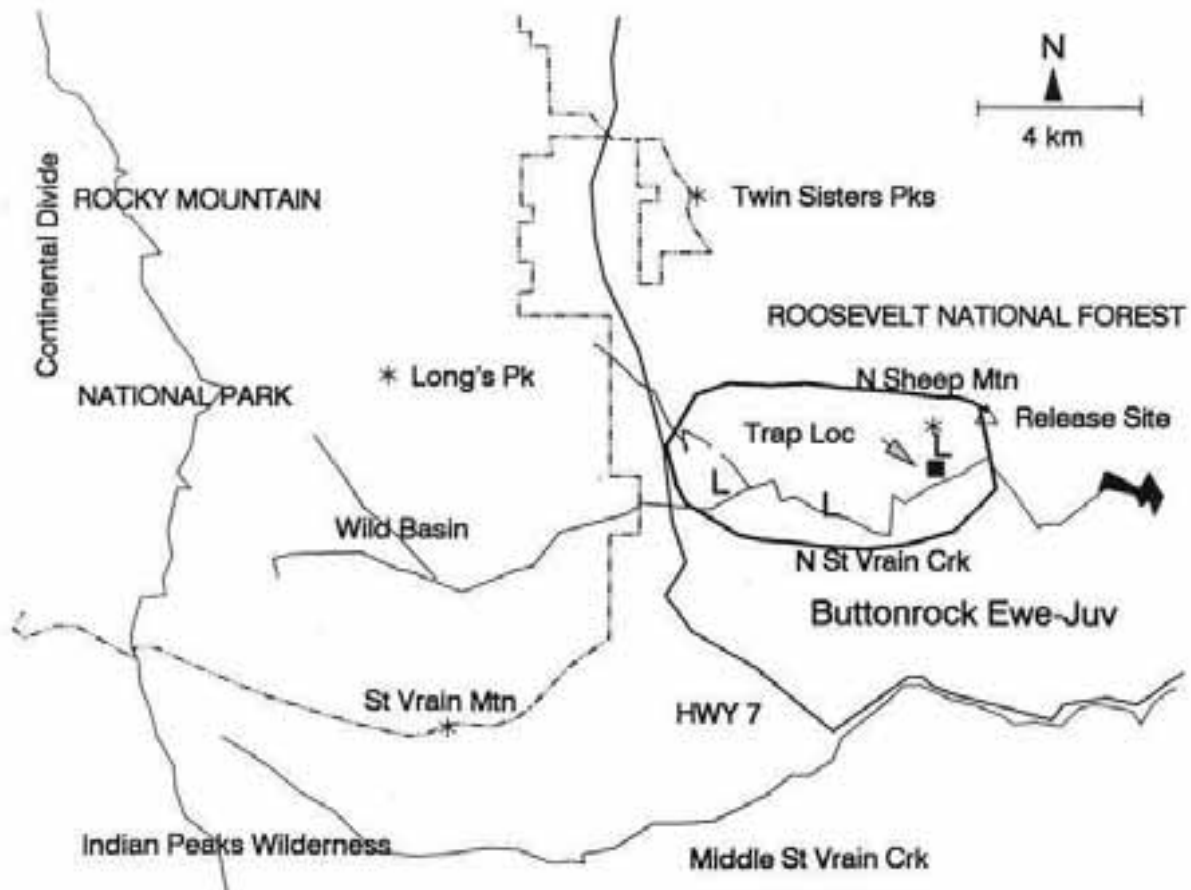 N
4 km
Continental Divide
ROCKY MOUNTAIN
Twin Sisters Pks
ROOSEVELT NATIONAL FOREST
Long's Pk
NATIONAL PARK
N Sheep Mtn
Release Site
Trap Loc
L
L
L
Wild Basin
N St Vrain Crk
Buttonrock Ewe-Juv
St Vrain Mtn
HWY 7
Indian Peaks Wilderness
Middle St Vrain Crk